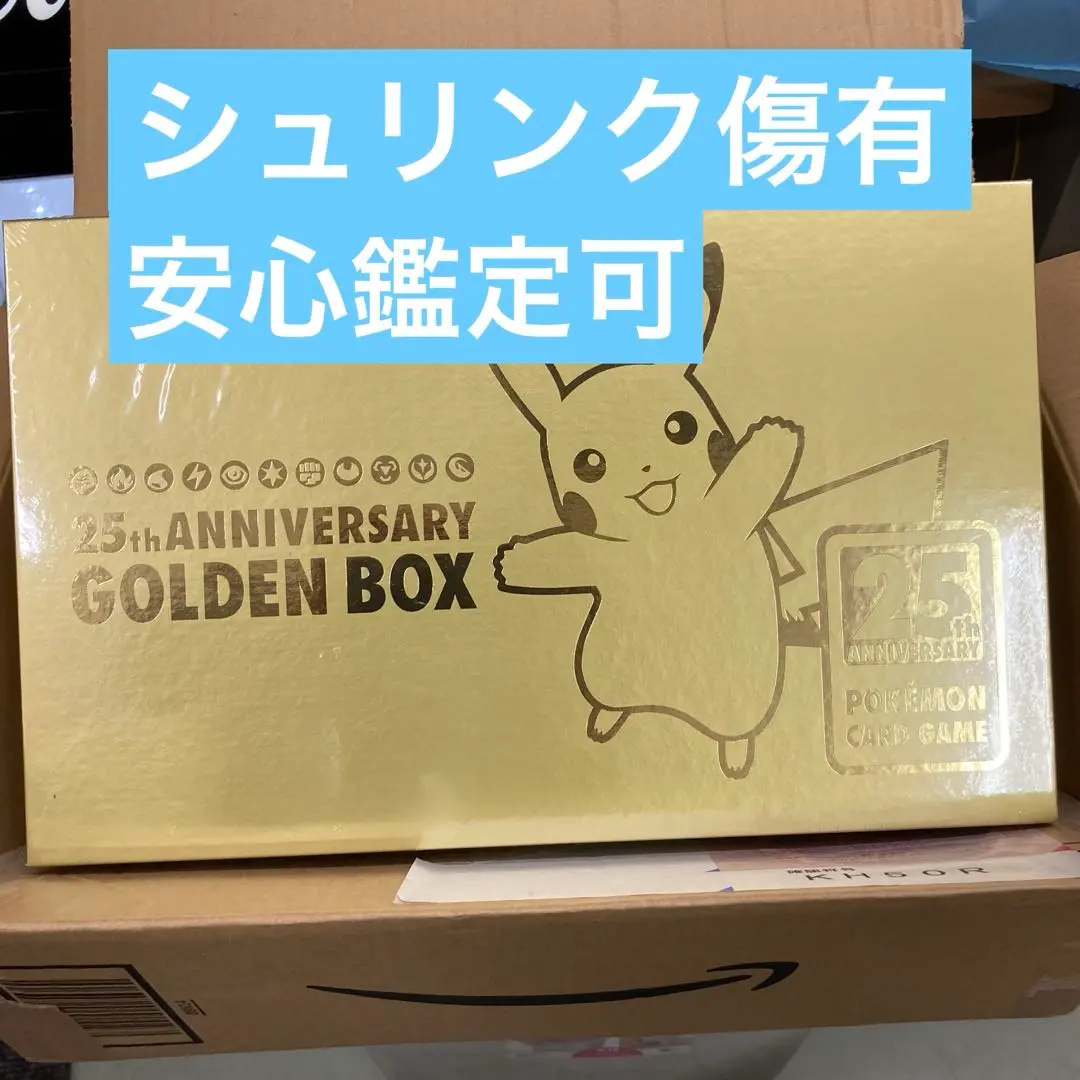 シュリンク傷有
安心鑑定可
25th ANNIVERSARY
GOLDEN BOX
25th
ANNIVERSARY
POKÉMON
CARD GAME
KH50R